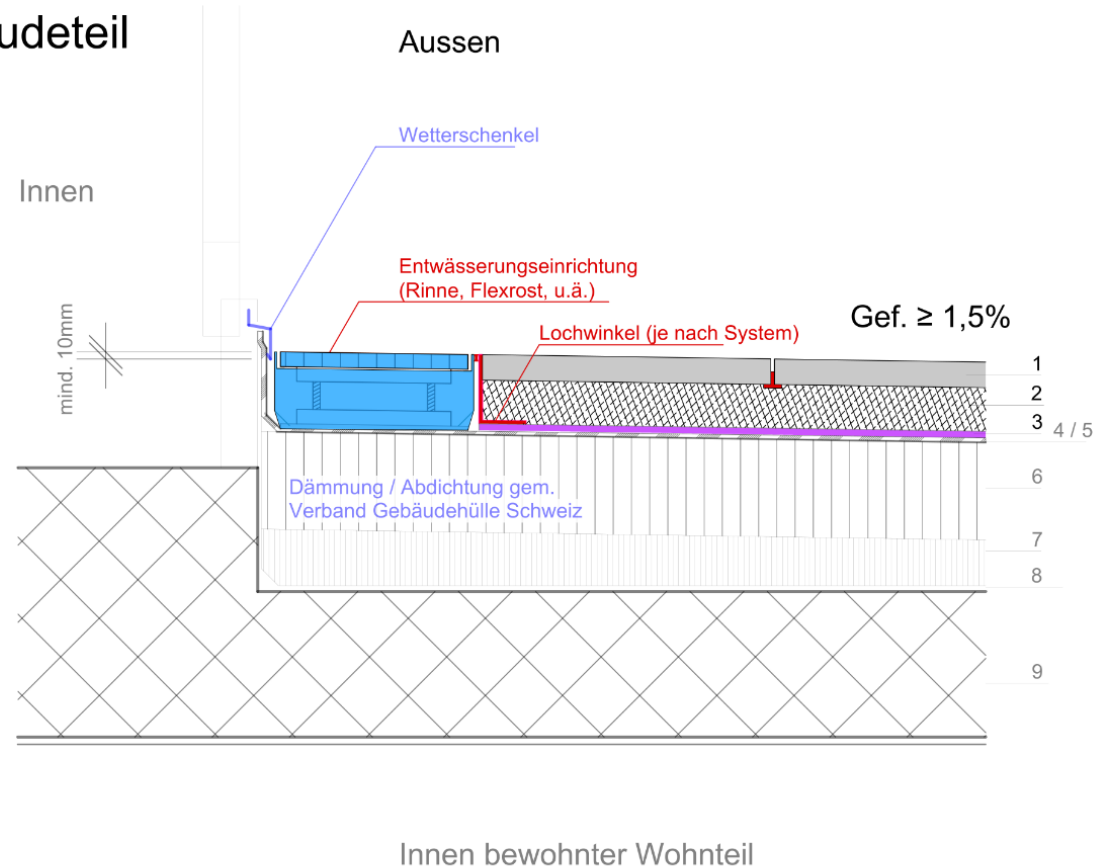 udeteil
Aussen
Wetterschenkel
Innen
Entwässerungseinrichtung
(Rinne, Flexrost, u.ä.)
Lochwinkel (je nach System)
Gef. ≥ 1,5%
mind. 10mm
1
2
3
4 / 5
6
Dämmung / Abdichtung gem.
Verband Gebäudehülle Schweiz
7
8
9
Innen bewohnter Wohnteil